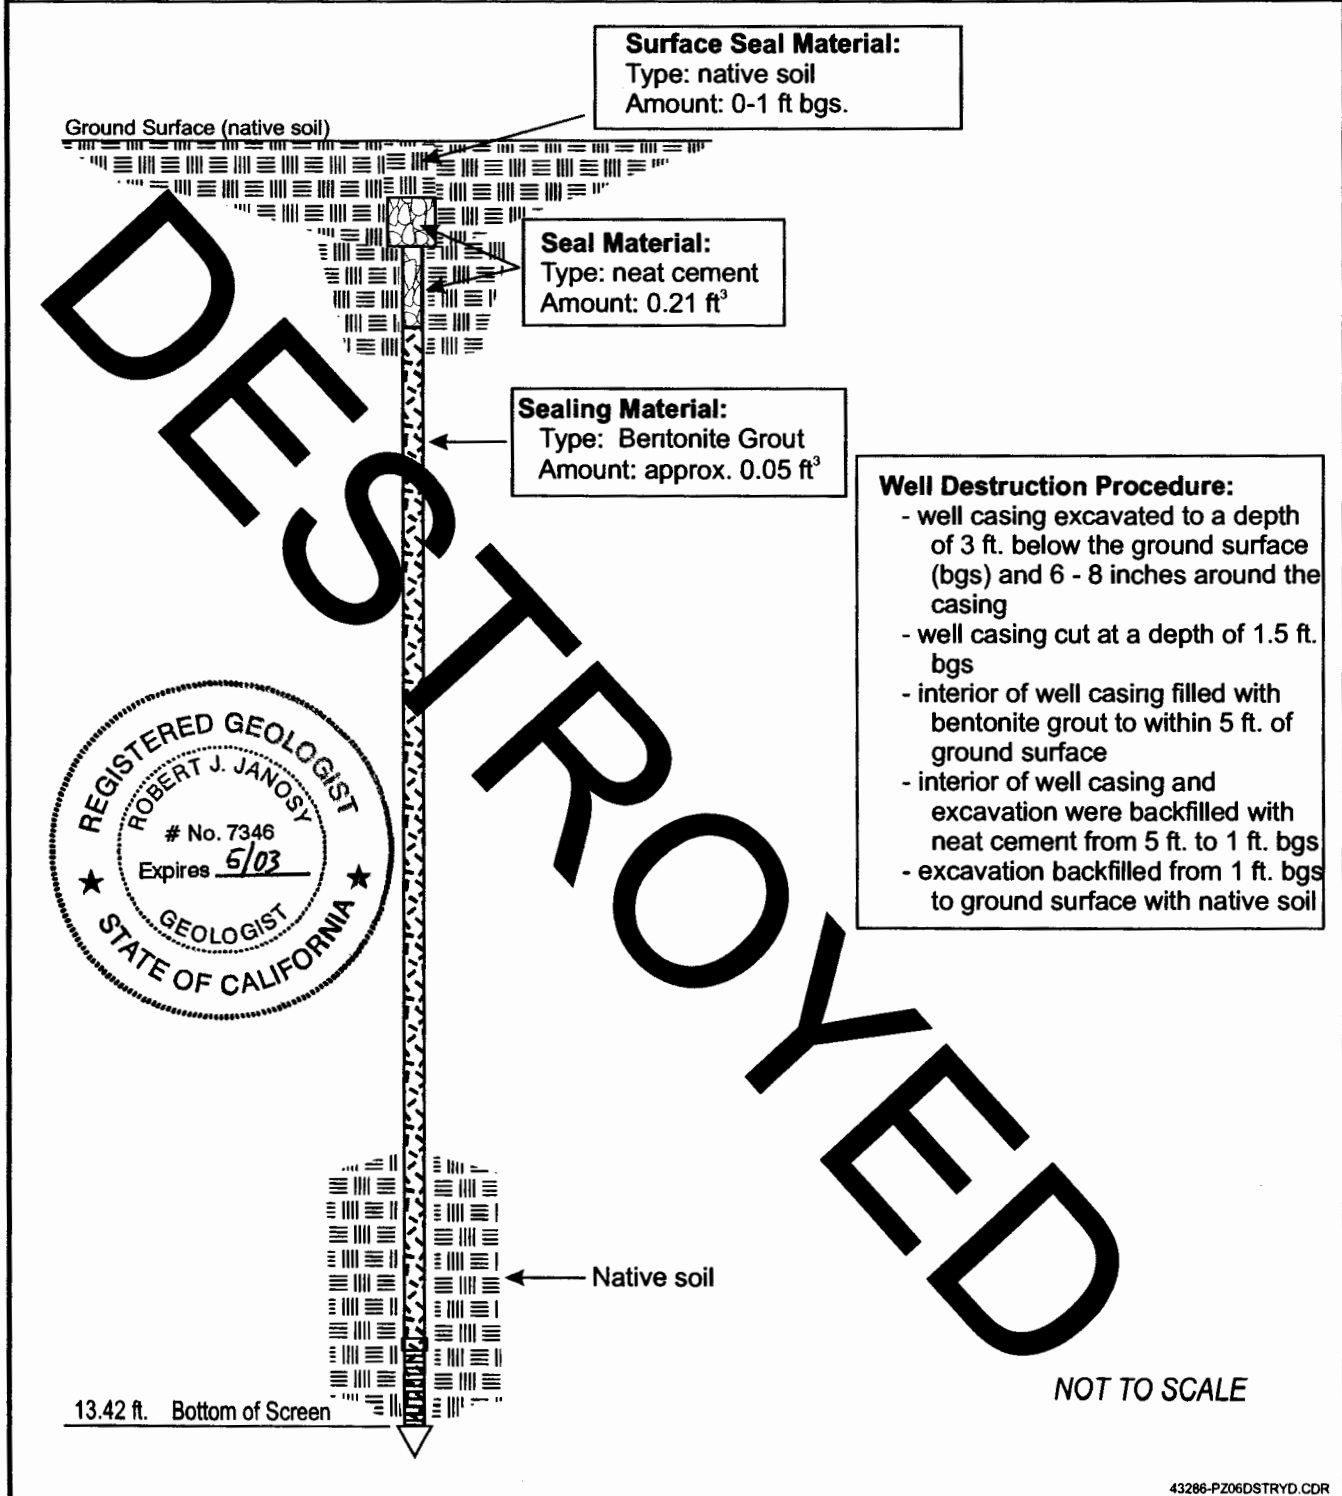 Surface Seal Material:
Type: native soil
Amount: 0-1 ft bgs.
Ground Surface (native soil)
Seal Material:
Type: neat cement
Amount: 0.21 ft³
Sealing Material:
Type: Bentonite Grout
Amount: approx. 0.05 ft³
Well Destruction Procedure:
- well casing excavated to a depth
of 3 ft. below the ground surface
(bgs) and 6 - 8 inches around the
casing
- well casing cut at a depth of 1.5 ft.
bgs
- interior of well casing filled with
bentonite grout to within 5 ft. of
ground surface
- interior of well casing and
excavation were backfilled with
neat cement from 5 ft. to 1 ft. bgs
- excavation backfilled from 1 ft. bgs
to ground surface with native soil
DESTROYED
REGISTERED GEOLOGIST
ROBERT J. JANOSY
# No. 7346
Expires 5/03
GEOLOGIST
★ STATE OF CALIFORNIA ★
Native soil
13.42 ft. Bottom of Screen
NOT TO SCALE
43286-PZ06DSTRYD.CDR